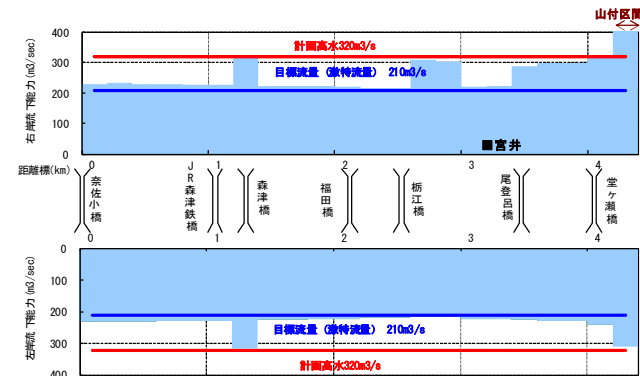 山付区間
400
300
200
100
0
右岸流下能力(m3/sec)
計画高水320m3/s
目標流量(激特流量) 210m3/s
■宮井
距離標(km)
0
1
2
3
4
奈佐小橋
JR森津鉄橋
森津橋
福田橋
栃江橋
尾登呂橋
堂ヶ瀬橋
0
1
2
3
4
0
100
200
300
400
左岸流下能力(m3/sec)
目標流量(激特流量) 210m3/s
計画高水320m3/s